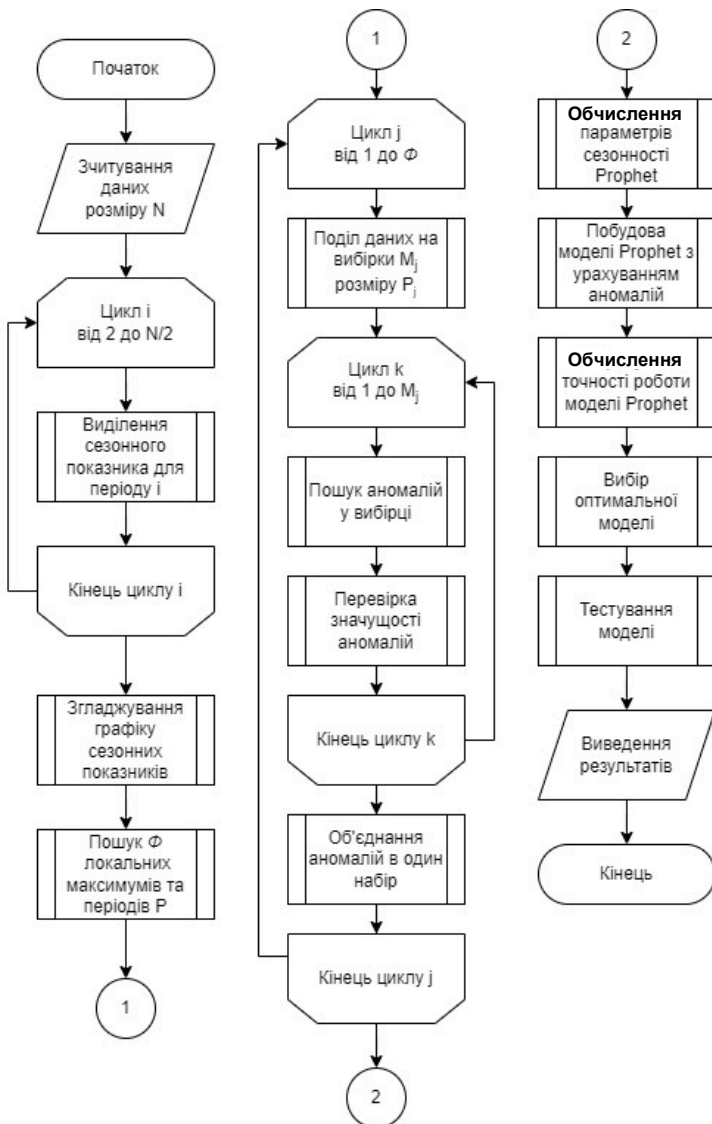 Початок
Зчитування
даних
розміру N
Цикл i
від 2 до N/2
Виділення
сезонного
показника для
періоду i
Кінець циклу i
Згладжування
графіку
сезонних
показників
Пошук Ф
локальних
максимумів та
періодів P
1
1
Цикл j
від 1 до Ф
Поділ даних на
вибірки Mj
розміру Pj
Цикл k
від 1 до Mj
Пошук аномалій
у вибірці
Перевірка
значущості
аномалій
Кінець циклу k
Об'єднання
аномалій в один
набір
Кінець циклу j
2
2
Обчислення
параметрів
сезонності
Prophet
Побудова
моделі Prophet з
урахуванням
аномалій
Обчислення
точності роботи
моделі Prophet
Вибір
оптимальної
моделі
Тестування
моделі
Виведення
результатів
Кінець